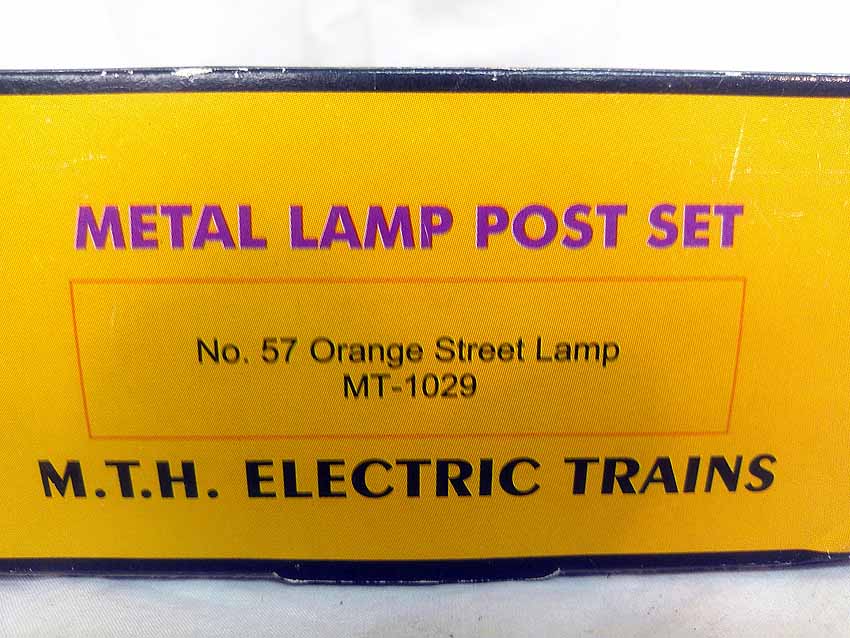 METAL LAMP POST SET
No. 57 Orange Street Lamp
MT-1029
M.T.H. ELECTRIC TRAINS